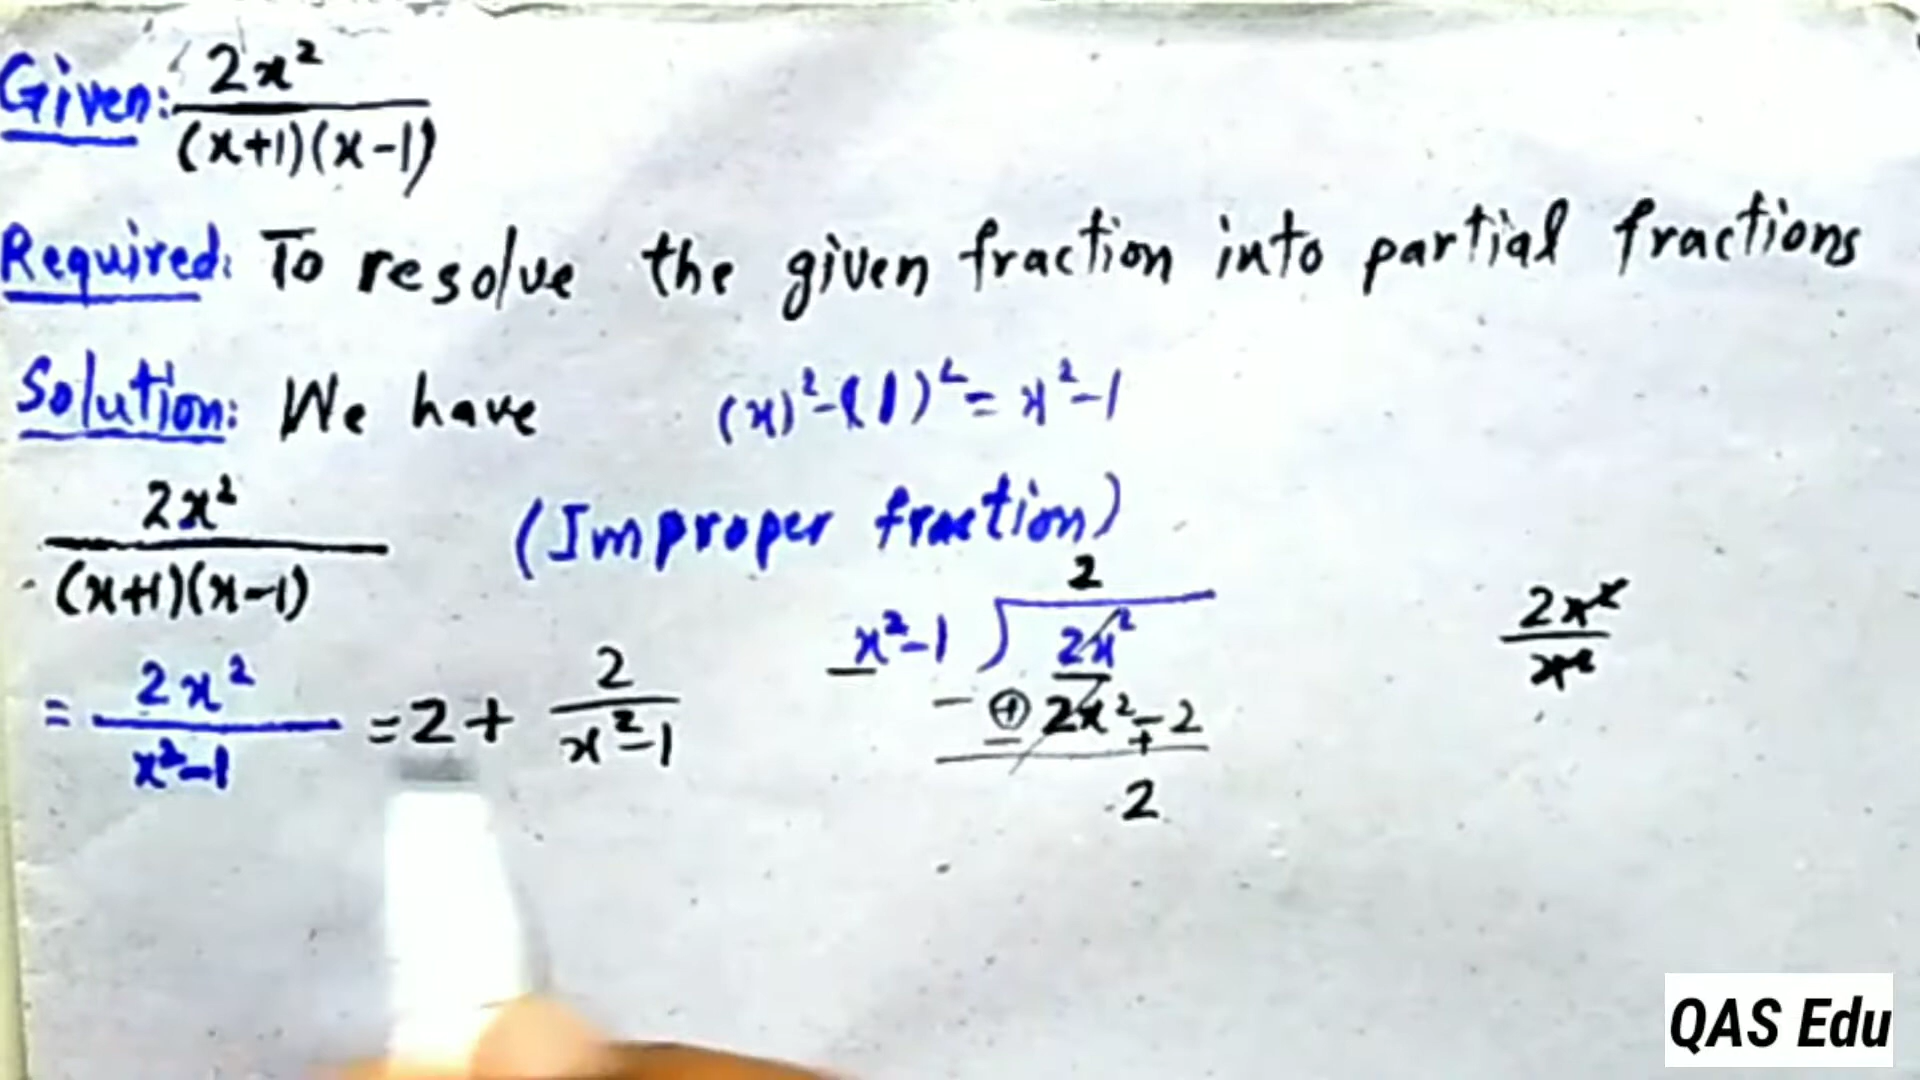 Given: 2x²
(x+1)(x-1)
Required: To resolve the given fraction into partial fractions
Solution: We have (x)²-(1)² = x²-1
2x² (Improper fraction)
(x+1)(x-1)
2
x²-1 ) 2x²
= 2x² = 2 + 2
x²-1 x²-1
- ⊕ 2x² - 2
+
2
2x²
x²
QAS Edu